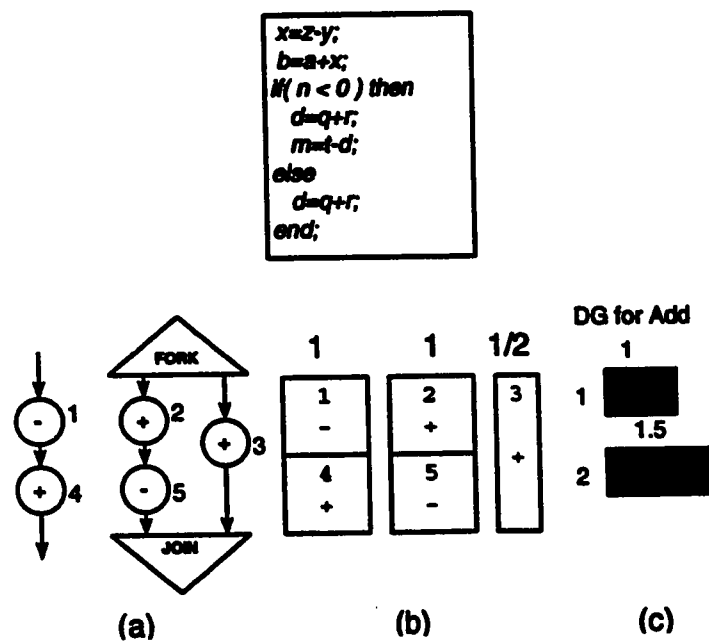 x=z-y;
b=a+x;
if( n < 0 ) then
d=q+r;
m=t-d;
else
d=q+r;
end;
DG for Add
1 1 1/2 1
FORK
- 1 + 2 + 3
1 2 3
- + +
1
1.5
+ 4 - 5
4 5
+ -
2
JOIN
(a) (b) (c)